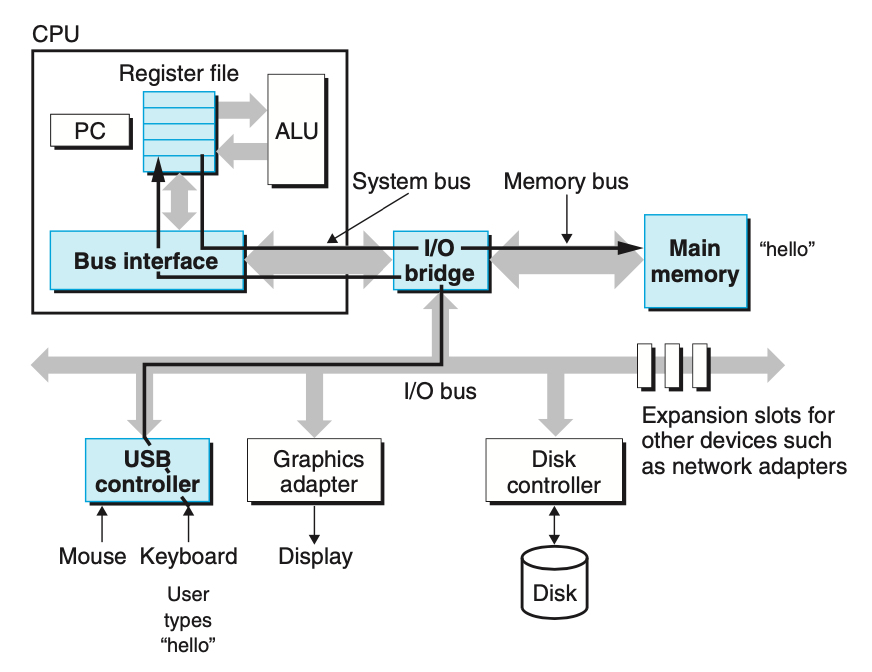 CPU
Register file
PC
ALU
System bus
Memory bus
Bus interface
I/O
bridge
Main
memory
“hello”
I/O bus
Expansion slots for
other devices such
as network adapters
USB
controller
Graphics
adapter
Disk
controller
Mouse
Keyboard
Display
Disk
User
types
“hello”